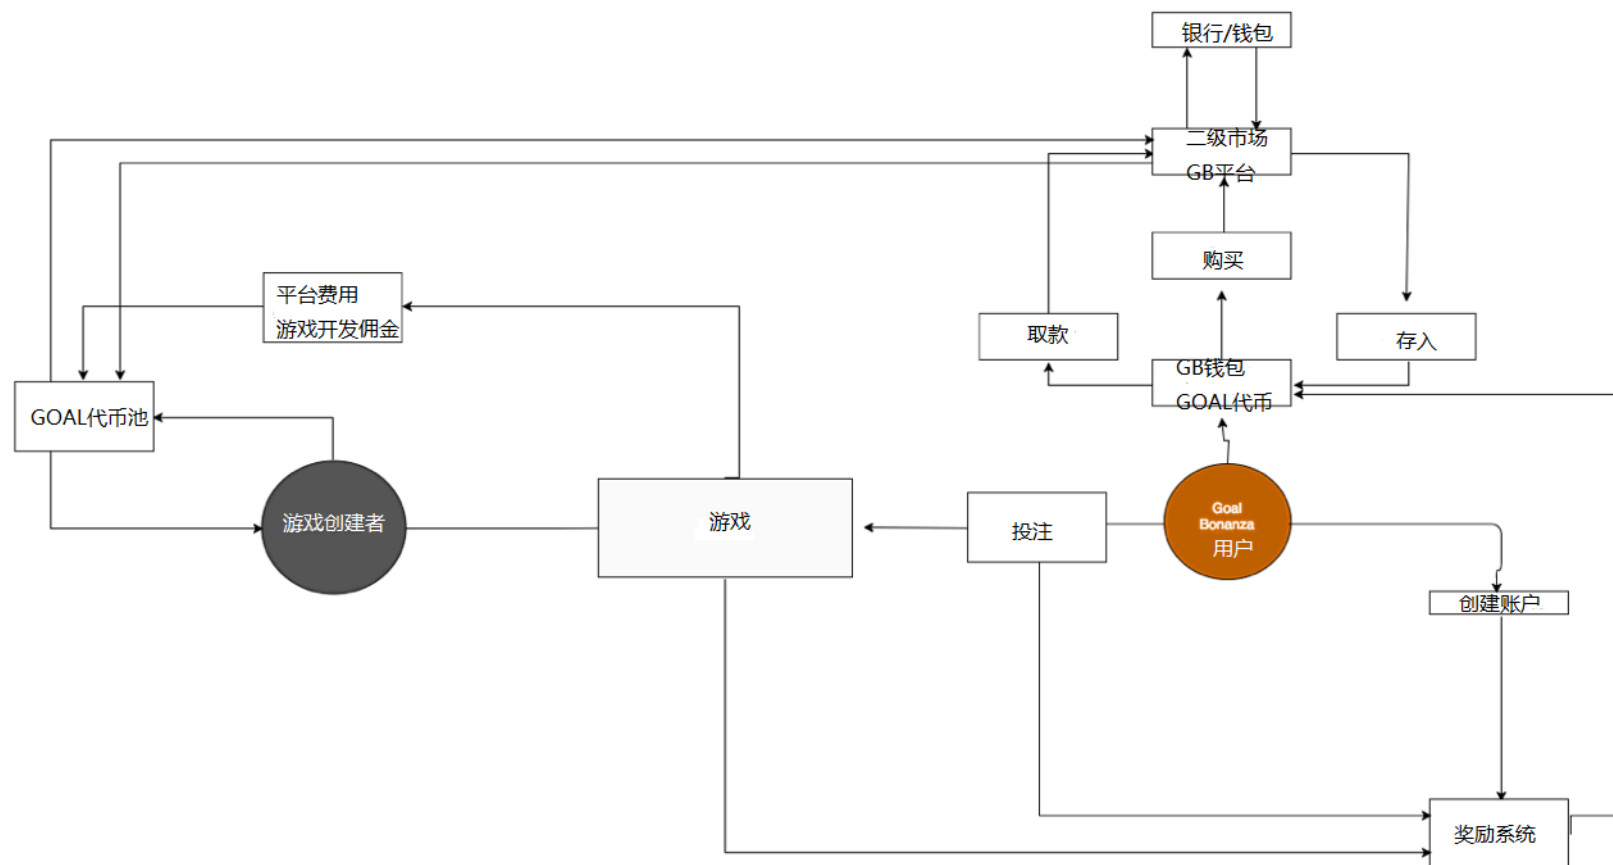 银行/钱包
二级市场
GB平台
购买
平台费用
游戏开发佣金
取款
存入
GB钱包
GOAL代币
GOAL代币池
游戏创建者
游戏
投注
Goal
Bonanza
用户
创建账户
奖励系统